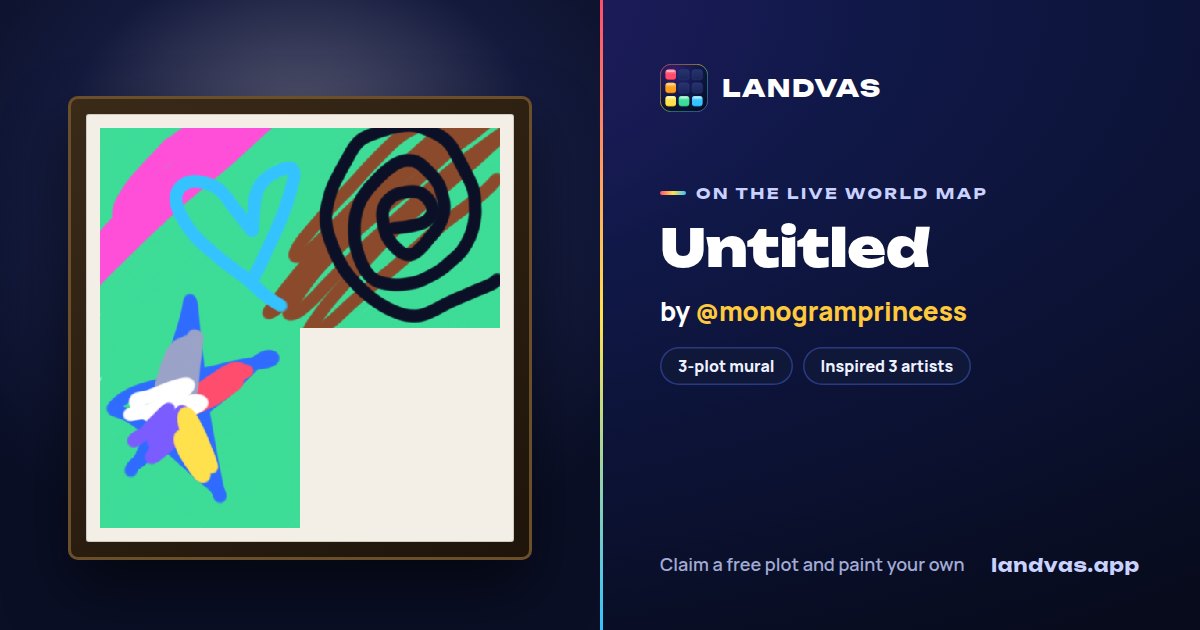 LANDVAS
ON THE LIVE WORLD MAP
Untitled
by @monogramprincess
3-plot mural
Inspired 3 artists
Claim a free plot and paint your own
landvas.app